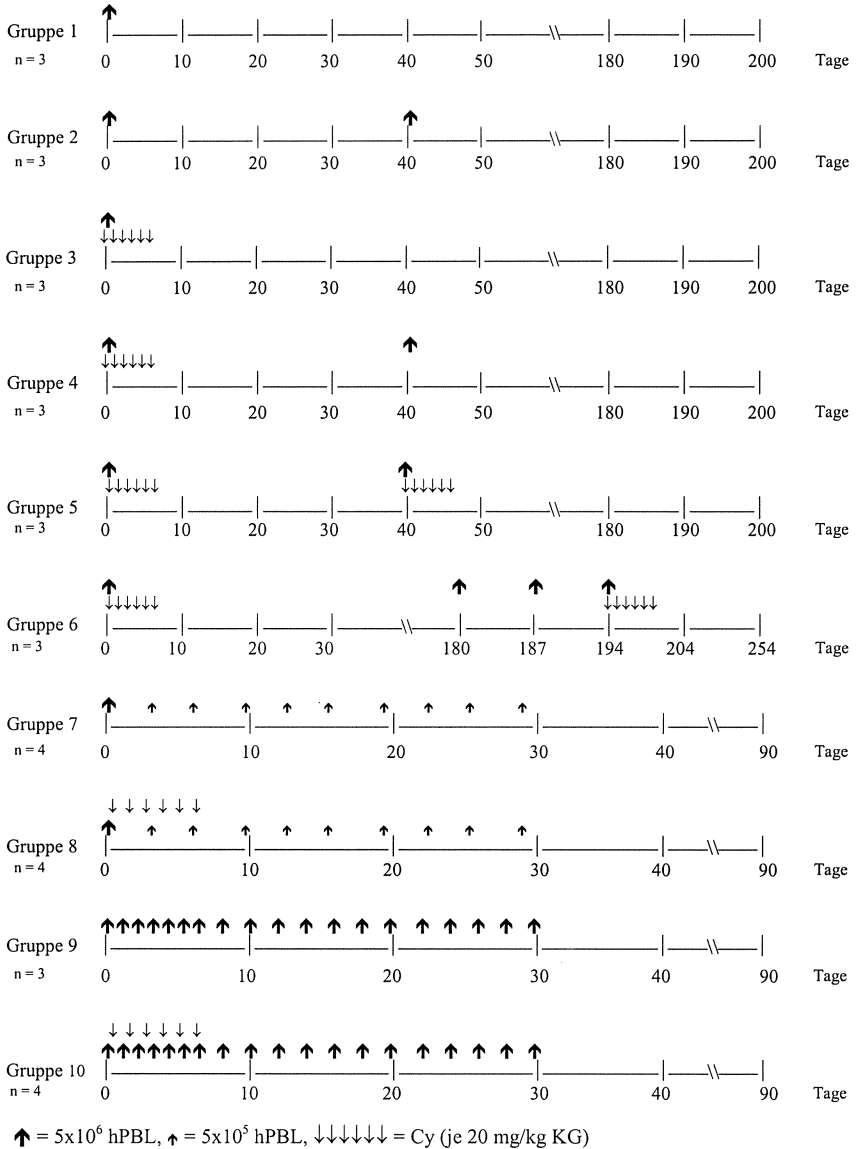 Gruppe 1
n = 3 0 10 20 30 40 50 180 190 200 Tage
Gruppe 2
n = 3 0 10 20 30 40 50 180 190 200 Tage
Gruppe 3
n = 3 0 10 20 30 40 50 180 190 200 Tage
Gruppe 4
n = 3 0 10 20 30 40 50 180 190 200 Tage
Gruppe 5
n = 3 0 10 20 30 40 50 180 190 200 Tage
Gruppe 6
n = 3 0 10 20 30 180 187 194 204 254 Tage
Gruppe 7
n = 4 0 10 20 30 40 90 Tage
Gruppe 8
n = 4 0 10 20 30 40 90 Tage
Gruppe 9
n = 3 0 10 20 30 40 90 Tage
Gruppe 10
n = 4 0 10 20 30 40 90 Tage
↑ = 5x10⁶ hPBL, ↑ = 5x10⁵ hPBL, ↓↓↓↓↓↓ = Cy (je 20 mg/kg KG)